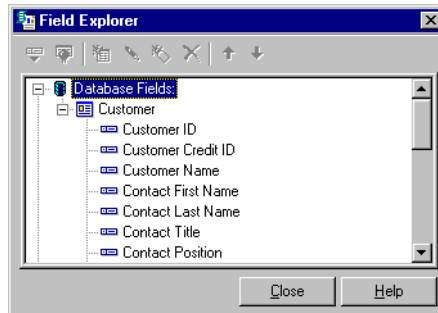 Field Explorer
Database Fields:
Customer
Customer ID
Customer Credit ID
Customer Name
Contact First Name
Contact Last Name
Contact Title
Contact Position
Close
Help